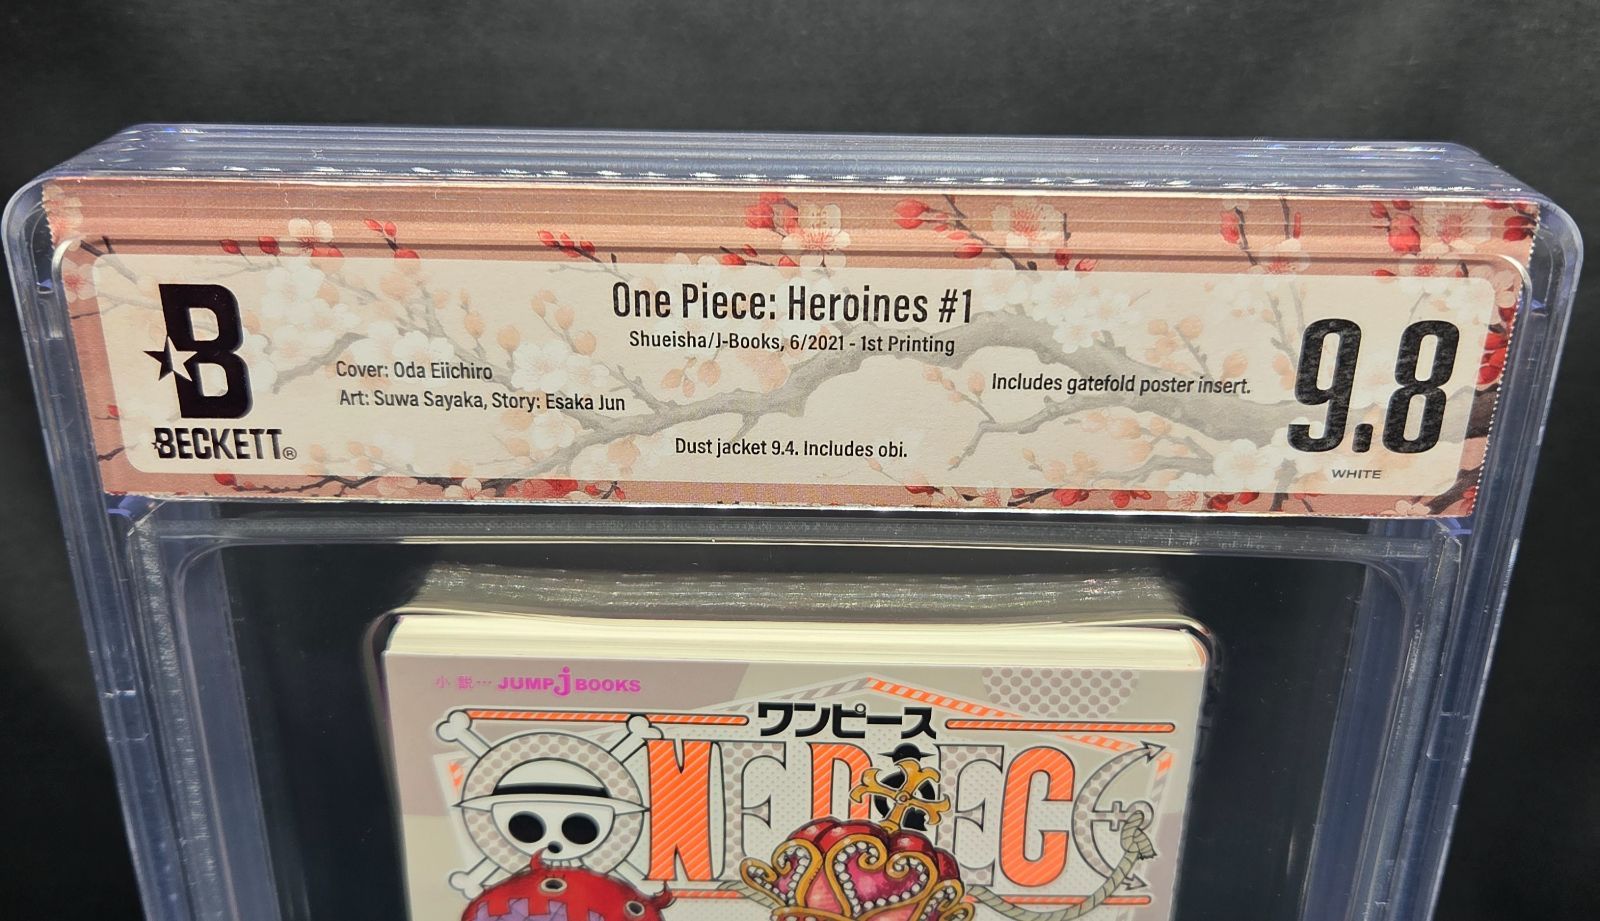 One Piece: Heroines #1
Shueisha/J-Books, 6/2021 - 1st Printing
Cover: Oda Eiichiro
Art: Suwa Sayaka, Story: Esaka Jun
Includes gatefold poster insert.
Dust jacket 9.4. Includes obi.
B
BECKETT®
9.8
WHITE
小説… JUMP j BOOKS
ワンピース
ONE PIECE